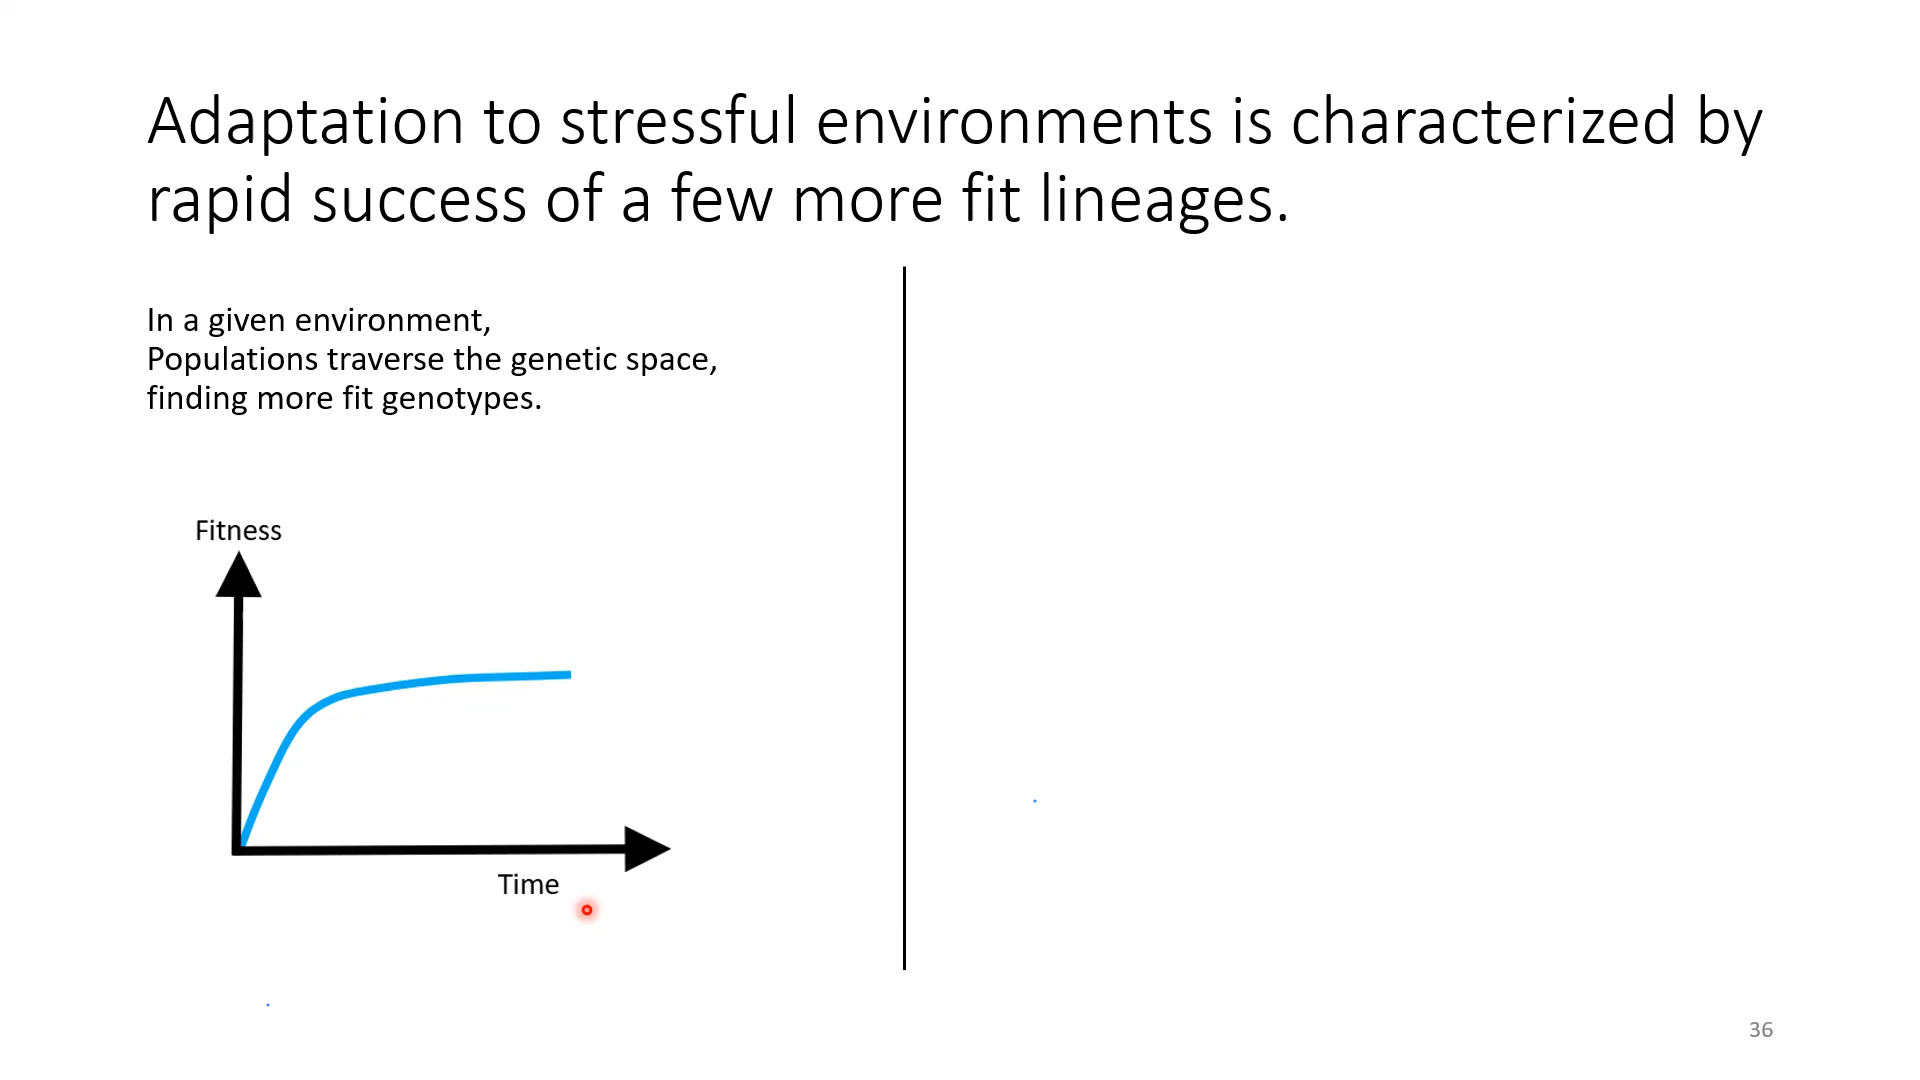 Adaptation to stressful environments is characterized by
rapid success of a few more fit lineages.
In a given environment,
Populations traverse the genetic space,
finding more fit genotypes.
Fitness
Time
36